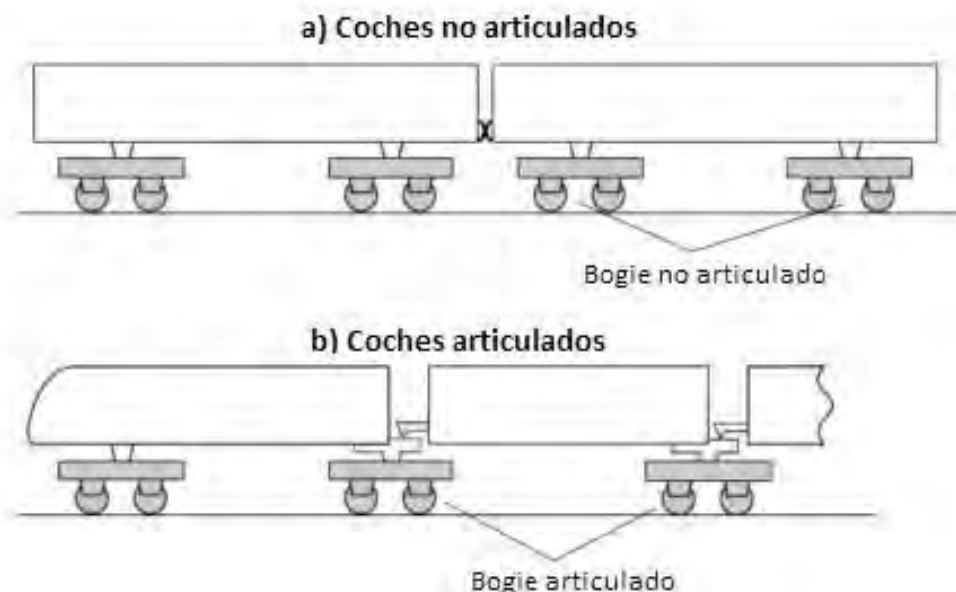 a) Coches no articulados
Bogie no articulado
b) Coches articulados
Bogie articulado